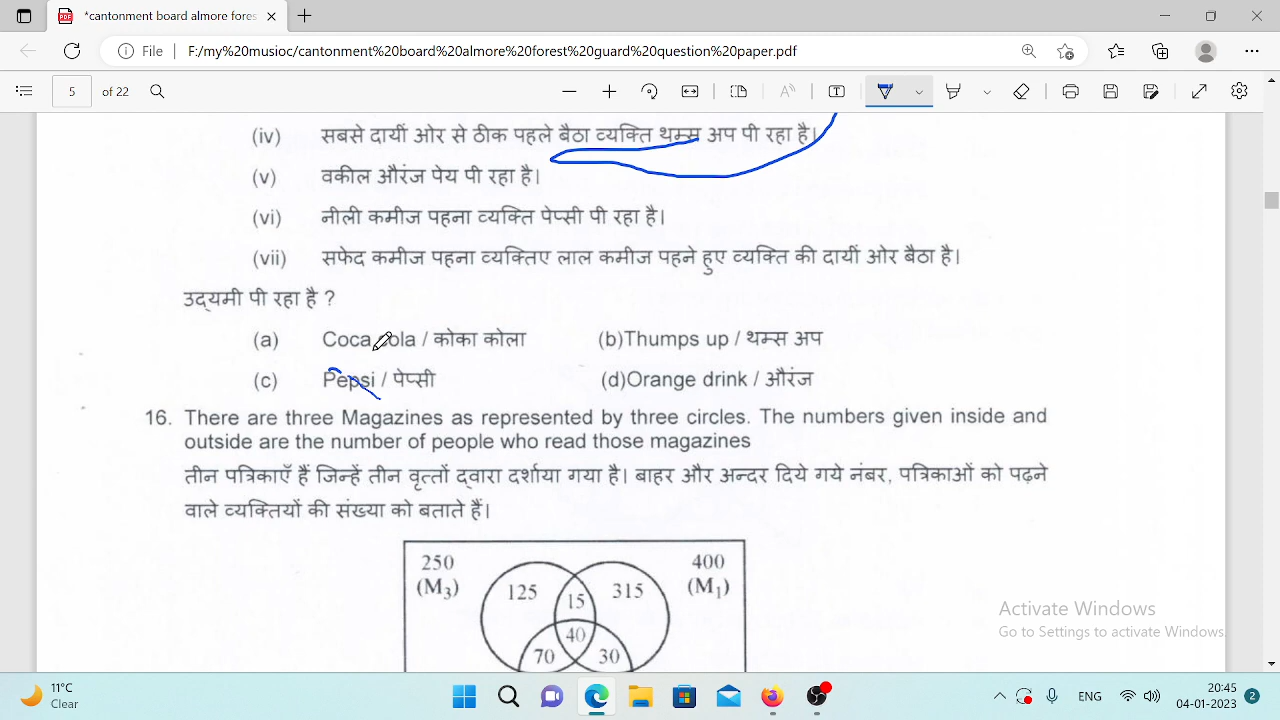 *cantonment board almore forest
File
F:/my%20musioc/cantonment%20board%20almore%20forest%20guard%20question%20paper.pdf
5 of 22
(iv) सबसे दायीं ओर से ठीक पहले बैठा व्यक्ति थम्स अप पी रहा है।
(v) वकील औरंज पेय पी रहा है।
(vi) नीली कमीज पहना व्यक्ति पेप्सी पी रहा है।
(vii) सफेद कमीज पहना व्यक्तिए लाल कमीज पहने हुए व्यक्ति की दायीं ओर बैठा है।
उद्यमी पी रहा है ?
(a) Coca cola / कोका कोला (b)Thumps up / थम्स अप
(c) Pepsi / पेप्सी (d)Orange drink / औरंज
16. There are three Magazines as represented by three circles. The numbers given inside and
outside are the number of people who read those magazines
तीन पत्रिकाएँ हैं जिन्हें तीन वृत्तों द्वारा दर्शाया गया है। बाहर और अन्दर दिये गये नंबर, पत्रिकाओं को पढ़ने
वाले व्यक्तियों की संख्या को बताते हैं।
250 400
(M3) (M1)
125 15 315
40
70 30
Activate Windows
Go to Settings to activate Windows.
11°C
Clear
ENG
20:45
04-01-2023
2